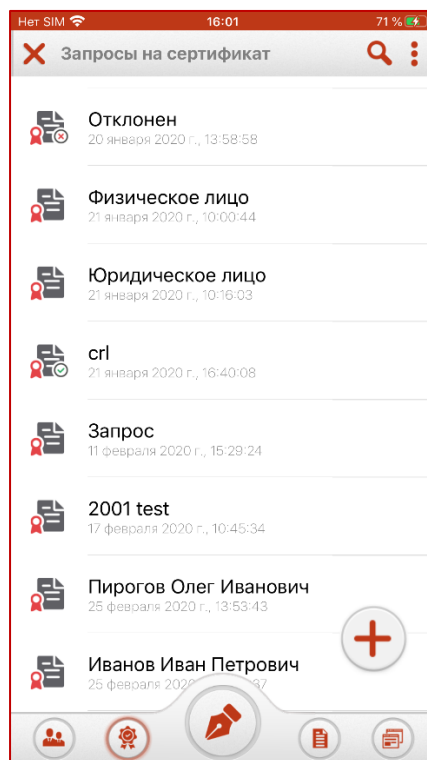 Нет SIM 16:01 71 %
Запросы на сертификат
Отклонен
20 января 2020 г., 13:58:58
Физическое лицо
21 января 2020 г., 10:00:44
Юридическое лицо
21 января 2020 г., 10:16:03
crl
21 января 2020 г., 16:40:08
Запрос
11 февраля 2020 г., 15:29:24
2001 test
17 февраля 2020 г., 10:45:34
Пирогов Олег Иванович
25 февраля 2020 г., 13:53:43
Иванов Иван Петрович
25 февраля